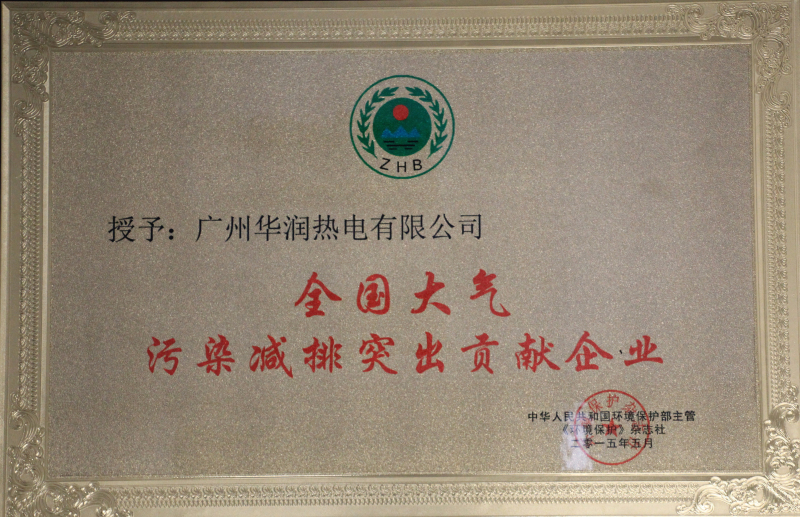 ZHB
授予：广州华润热电有限公司
全国大气
污染减排突出贡献企业
中华人民共和国环境保护部主管
《环境保护》杂志社
二零一五年五月